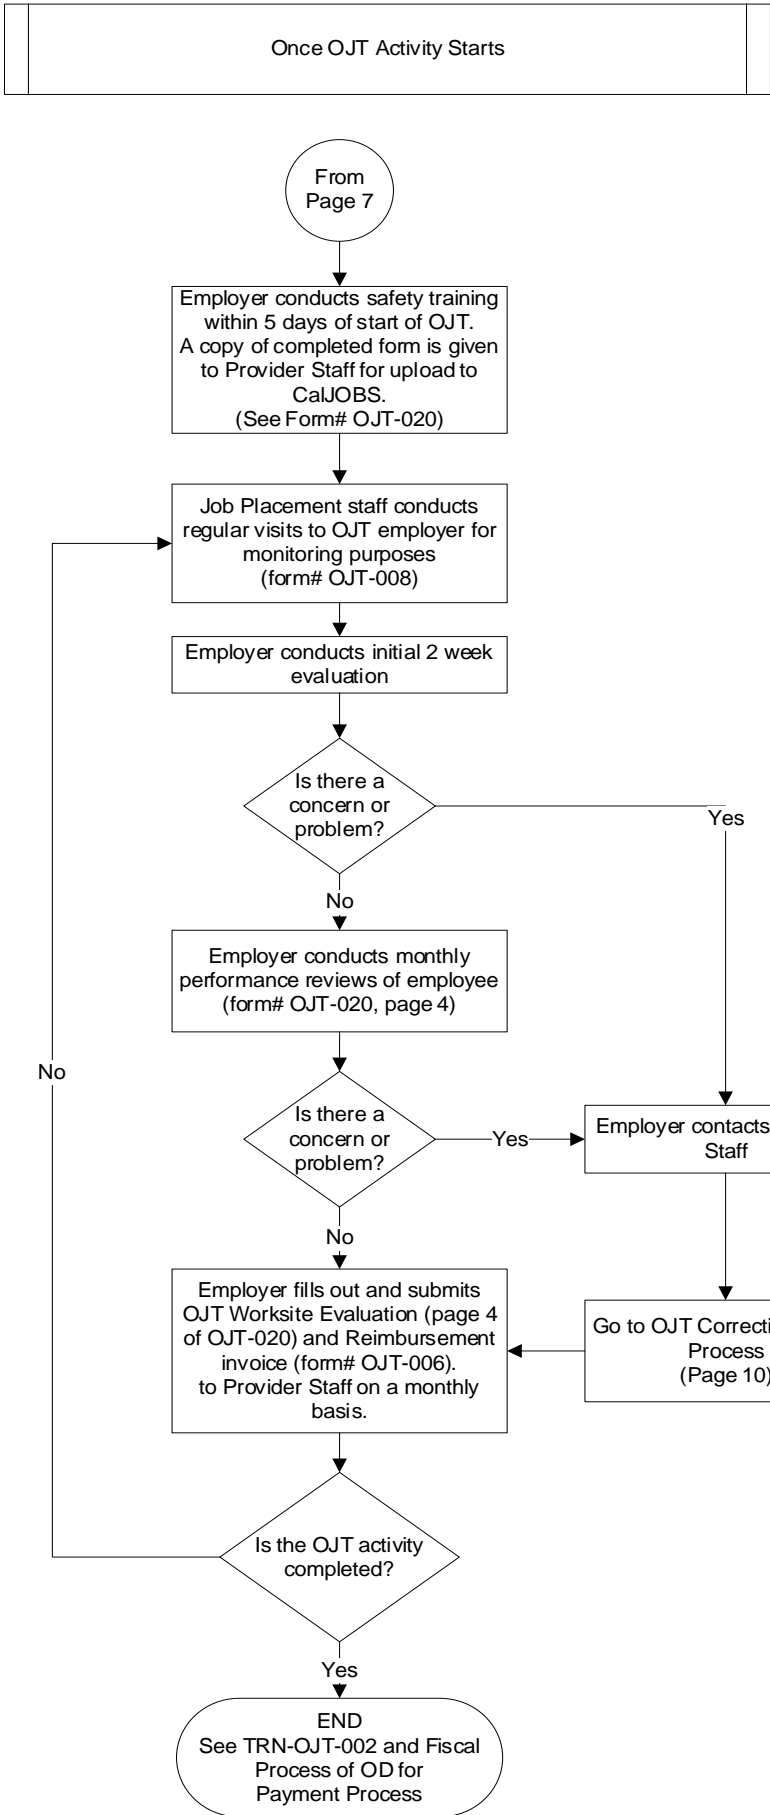 Once OJT Activity Starts
From
Page 7
Employer conducts safety training
within 5 days of start of OJT.
A copy of completed form is given
to Provider Staff for upload to
CalJOBS.
(See Form# OJT-020)
Job Placement staff conducts
regular visits to OJT employer for
monitoring purposes
(form# OJT-008)
Employer conducts initial 2 week
evaluation
Is there a
concern or
problem?
Yes
No
Employer conducts monthly
performance reviews of employee
(form# OJT-020, page 4)
No
Is there a
concern or
problem?
Yes
Employer contacts
Staff
No
Employer fills out and submits
OJT Worksite Evaluation (page 4
of OJT-020) and Reimbursement
invoice (form# OJT-006).
to Provider Staff on a monthly
basis.
Go to OJT Correcti
Process
(Page 10)
Is the OJT activity
completed?
Yes
END
See TRN-OJT-002 and Fiscal
Process of OD for
Payment Process